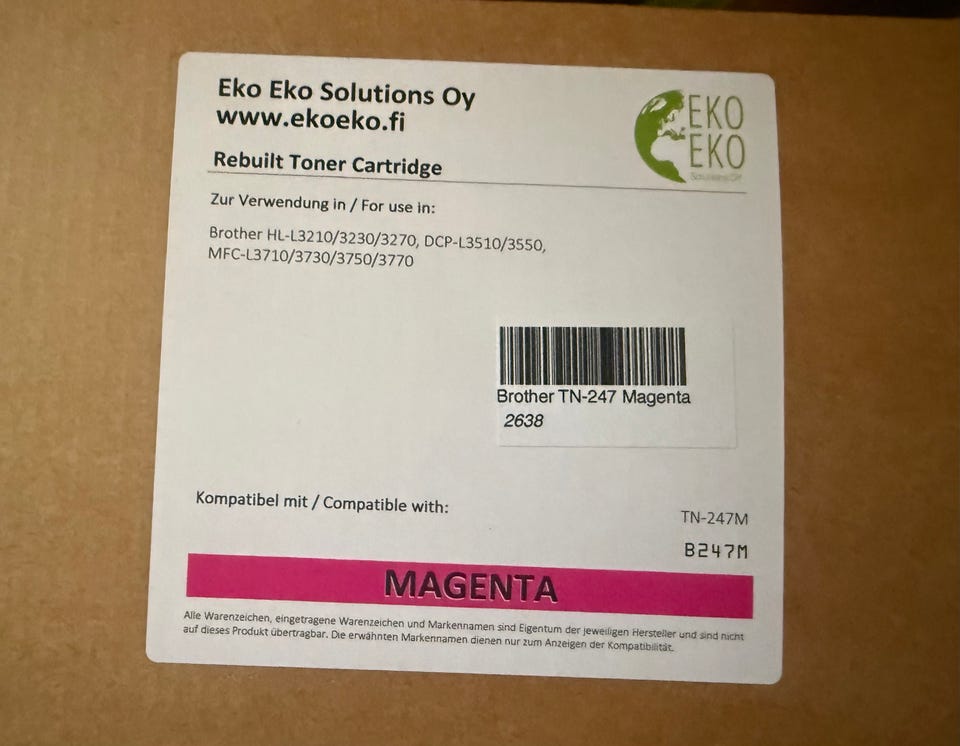 Eko Eko Solutions Oy
www.ekoeko.fi
EKO
EKO
Solutions Oy
Rebuilt Toner Cartridge
Zur Verwendung in / For use in:
Brother HL-L3210/3230/3270, DCP-L3510/3550,
MFC-L3710/3730/3750/3770
Brother TN-247 Magenta
2638
Kompatibel mit / Compatible with:
TN-247M
B247M
MAGENTA
Alle Warenzeichen, eingetragene Warenzeichen und Markennamen sind Eigentum der jeweiligen Hersteller und sind nicht
auf dieses Produkt übertragbar. Die erwähnten Markennamen dienen nur zum Anzeigen der Kompatibilität.